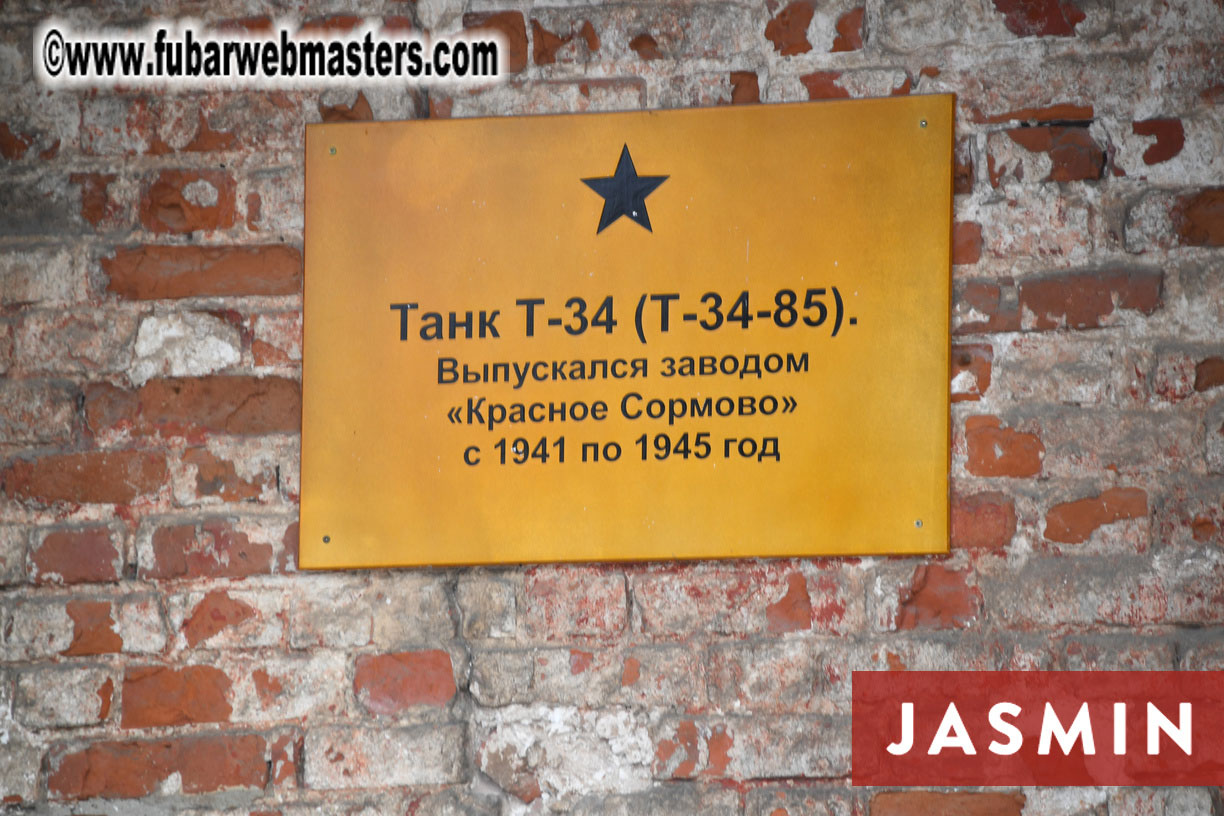 ©www.fubarwebmasters.com
Танк Т-34 (Т-34-85).
Выпускался заводом
«Красное Сормово»
с 1941 по 1945 год
JASMIN